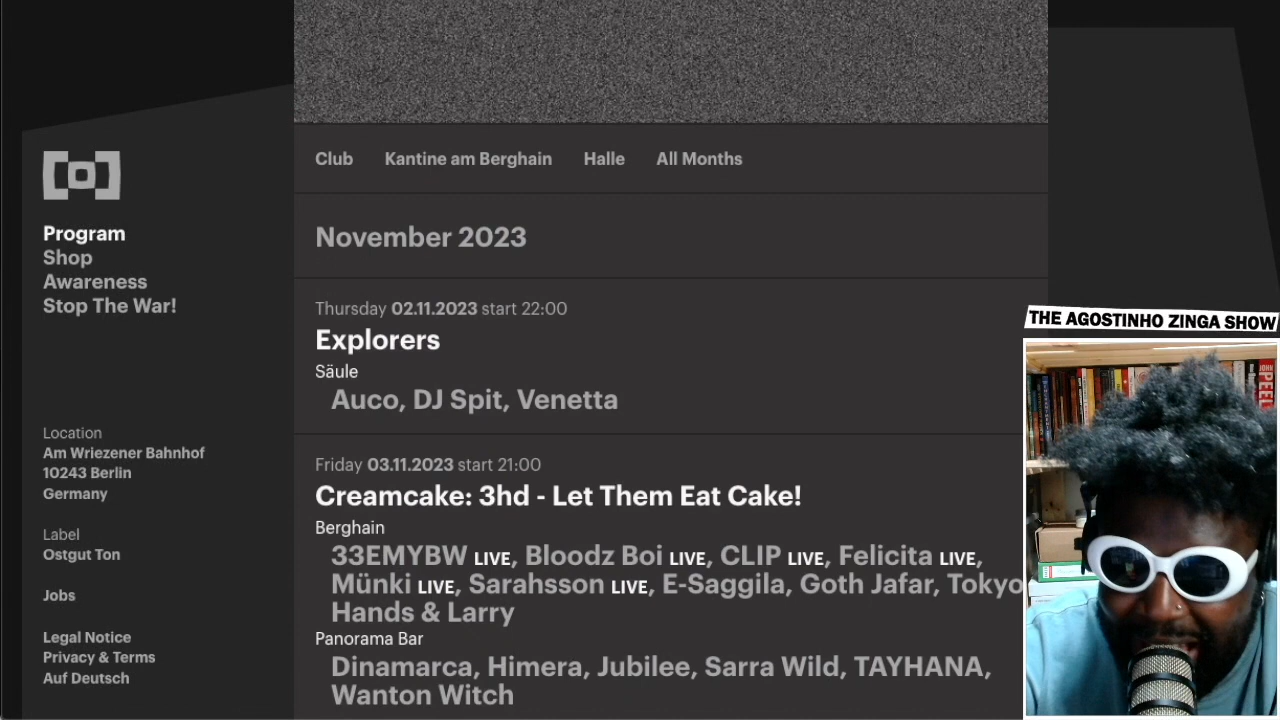 Club Kantine am Berghain Halle All Months
Program
Shop
Awareness
Stop The War!
Location
Am Wriezener Bahnhof
10243 Berlin
Germany
Label
Ostgut Ton
Jobs
Legal Notice
Privacy & Terms
Auf Deutsch
November 2023
Thursday 02.11.2023 start 22:00
Explorers
Säule
Auco, DJ Spit, Venetta
Friday 03.11.2023 start 21:00
Creamcake: 3hd - Let Them Eat Cake!
Berghain
33EMYBW LIVE, Bloodz Boi LIVE, CLIP LIVE, Felicita LIVE,
Münki LIVE, Sarahsson LIVE, E-Saggila, Goth Jafar, Tokyo
Hands & Larry
Panorama Bar
Dinamarca, Himera, Jubilee, Sarra Wild, TAYHANA,
Wanton Witch
THE AGOSTINHO ZINGA SHOW
JOHN
PEEL